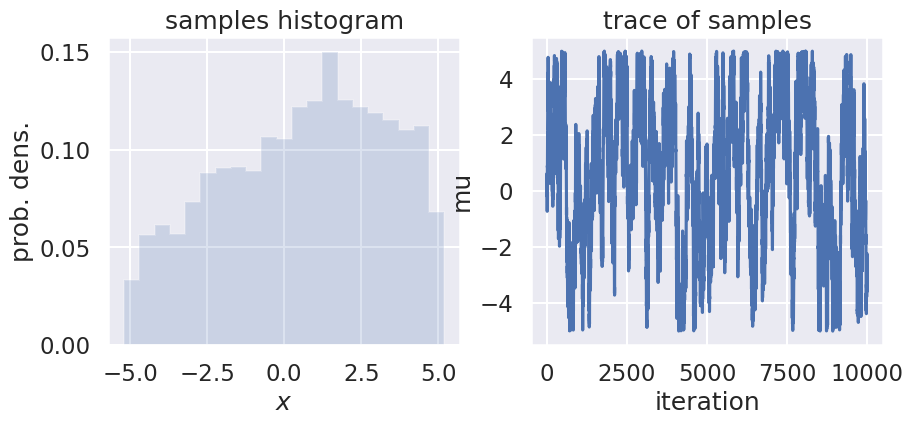 samples histogram
prob. dens.
0.15
0.10
0.05
0.00
−5.0 −2.5 0.0 2.5 5.0
x
trace of samples
mu
4
2
0
−2
−4
0 2500 5000 7500 10000
iteration